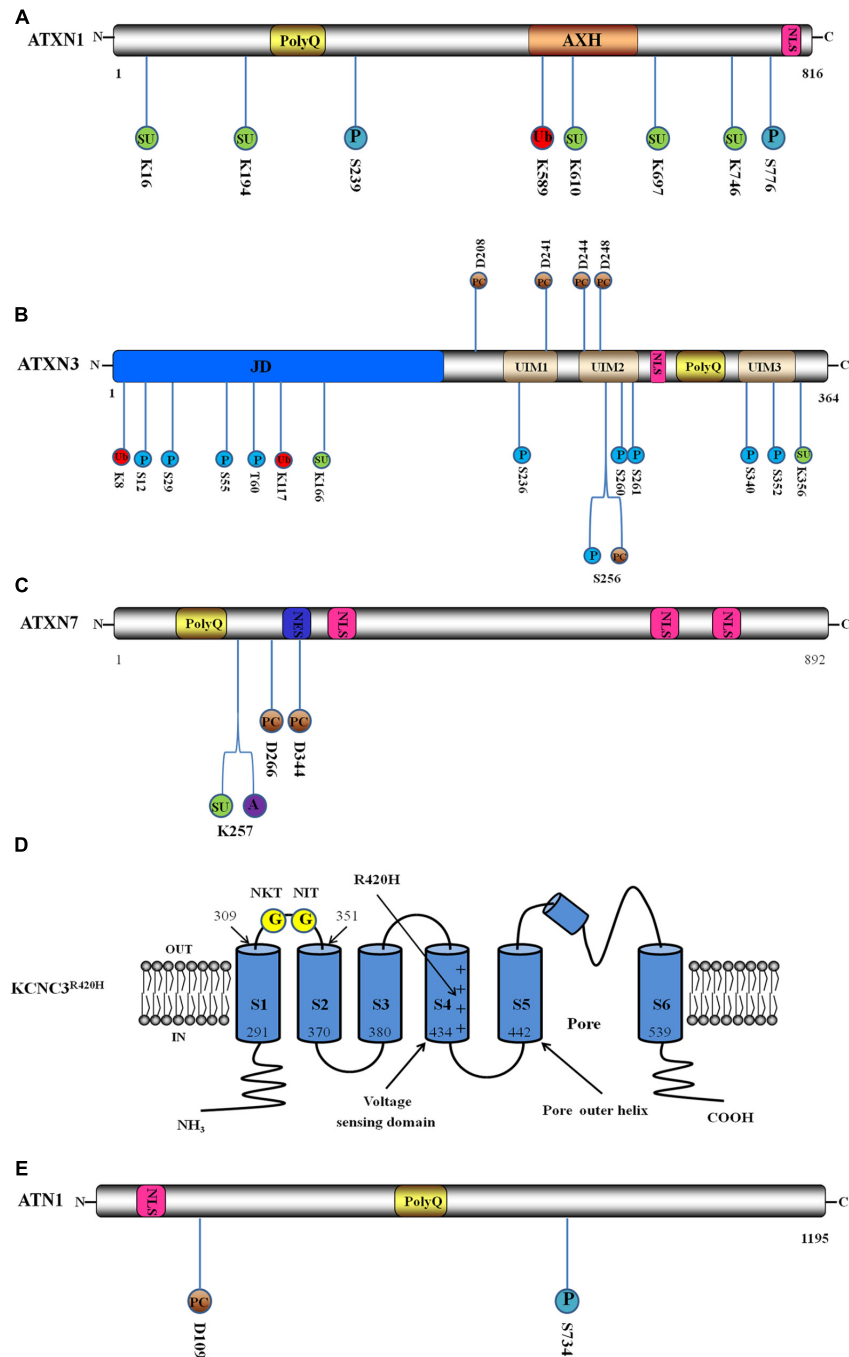 A
ATXN1 N PolyQ AXH NLS C
1 816
SU SU P Ub SU SU SU P
K16 K194 S239 K589 K610 K697 K746 S776
D208 D241 D244 D248
PC PC PC PC
B
ATXN3 N JD UIM1 UIM2 NLS PolyQ UIM3 C
1 364
Ub P P P P Ub SU P P P P P SU
K8 S12 S29 S55 T60 K117 K166 S236 S260 S261 S340 S352 K356
P PC
S256
C
ATXN7 N PolyQ NES NLS NLS NLS C
1 892
PC PC
D266 D344
SU A
K257
D
R420H
NKT NIT
309 G G 351
OUT
KCNC3R420H S1 S2 S3 S4 S5 S6
+
+
+
+
Pore
IN 291 370 380 434 442 539
Voltage
sensing domain
Pore outer helix
NH3
COOH
E
ATN1 N NLS PolyQ C
1195
PC P
D109 S734